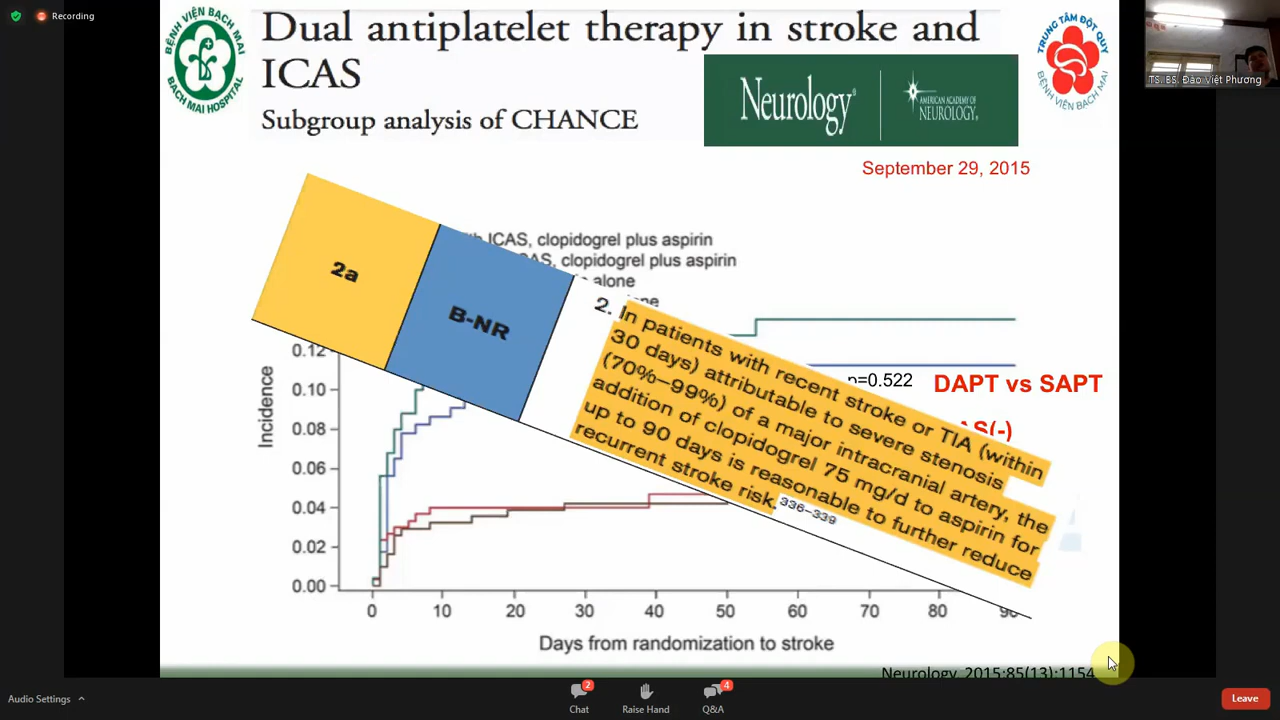 Recording
BỆNH VIỆN BẠCH MAI
BACH MAI HOSPITAL
Dual antiplatelet therapy in stroke and
ICAS
Subgroup analysis of CHANCE
Neurology®
AMERICAN ACADEMY OF
NEUROLOGY®
TRUNG TÂM ĐỘT QUỴ
BỆNH VIỆN BẠCH MAI
TS. BS. Đào Việt Phương
September 29, 2015
ICAS, clopidogrel plus aspirin
clopidogrel plus aspirin
alone
2a
B-NR
2. In patients with recent stroke or TIA (within
30 days) attributable to severe stenosis
(70%–99%) of a major intracranial artery, the
addition of clopidogrel 75 mg/d to aspirin for
up to 90 days is reasonable to further reduce
recurrent stroke risk.336–339
p=0.522
DAPT vs SAPT
AS(-)
Incidence
0.12
0.10
0.08
0.06
0.04
0.02
0.00
0 10 20 30 40 50 60 70 80 90
Days from randomization to stroke
Neurology. 2015;85(13):1154
Audio Settings
2
Chat
Raise Hand
4
Q&A
Leave